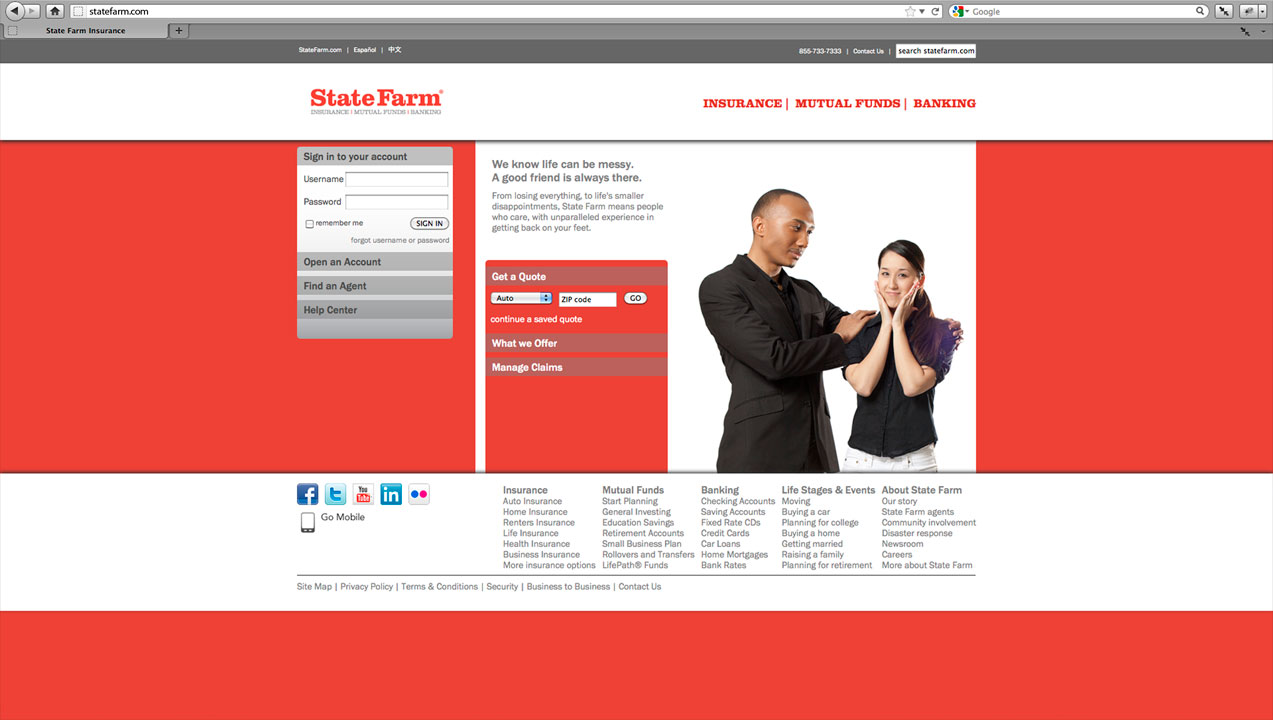 statefarm.com
Google
State Farm Insurance
StateFarm.com | Español | 中文
855-733-7333 | Contact Us |
search statefarm.com
State Farm®
INSURANCE | MUTUAL FUNDS | BANKING
INSURANCE | MUTUAL FUNDS | BANKING
Sign in to your account
Username
Password
remember me
SIGN IN
forgot username or password
Open an Account
Find an Agent
Help Center
We know life can be messy.
A good friend is always there.
From losing everything, to life's smaller
disappointments, State Farm means people
who care, with unparalleled experience in
getting back on your feet.
Get a Quote
Auto
ZIP code
GO
continue a saved quote
What we Offer
Manage Claims
You Tube
Go Mobile
Insurance
Auto Insurance
Home Insurance
Renters Insurance
Life Insurance
Health Insurance
Business Insurance
More insurance options
Mutual Funds
Start Planning
General Investing
Education Savings
Retirement Accounts
Small Business Plan
Rollovers and Transfers
LifePath® Funds
Banking
Checking Accounts
Saving Accounts
Fixed Rate CDs
Credit Cards
Car Loans
Home Mortgages
Bank Rates
Life Stages & Events
Moving
Buying a car
Planning for college
Buying a home
Getting married
Raising a family
Planning for retirement
About State Farm
Our story
State Farm agents
Community involvement
Disaster response
Newsroom
Careers
More about State Farm
Site Map | Privacy Policy | Terms & Conditions | Security | Business to Business | Contact Us